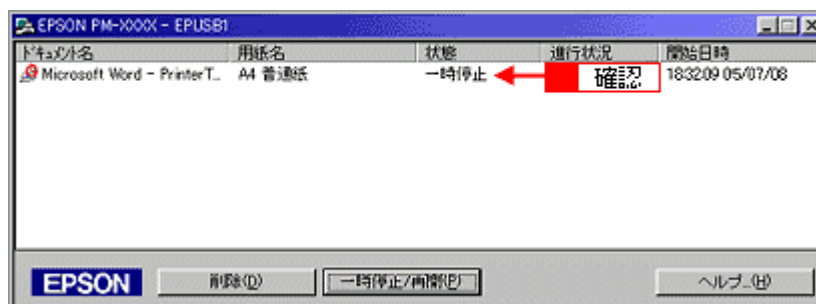 EPSON PM-XXXX - EPUSB1
ドキュメント名 用紙名 状態 進行状況 開始日時
Microsoft Word - PrinterT... A4 普通紙 一時停止 確認 18:32:09 05/07/08
EPSON 削除(D) 一時停止/再開(P) ヘルプ...(H)